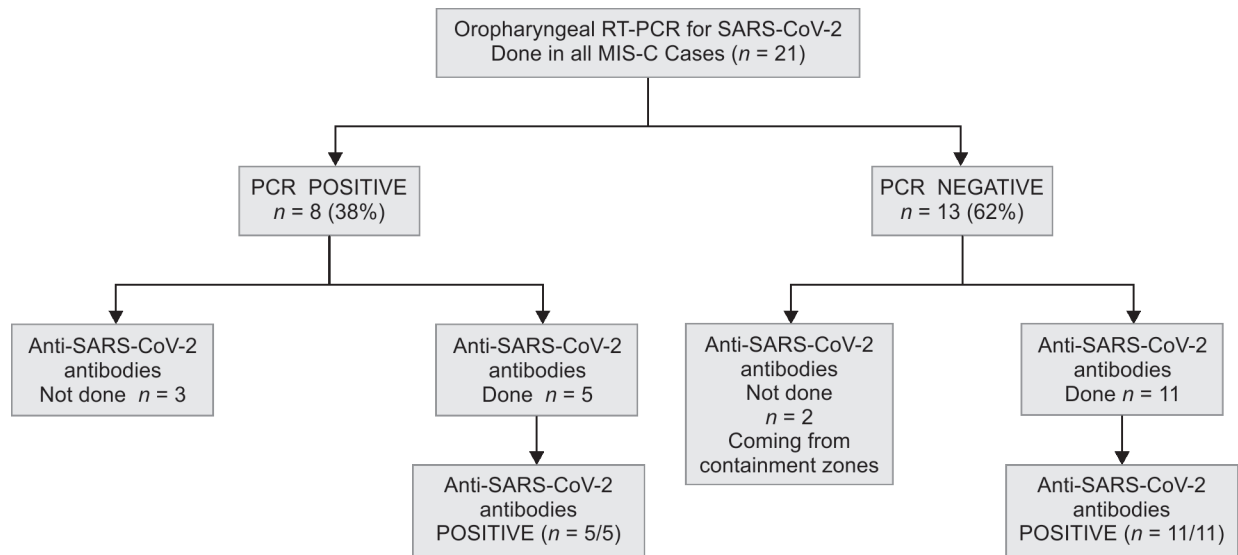 Oropharyngeal RT-PCR for SARS-CoV-2
Done in all MIS-C Cases (n = 21)
PCR POSITIVE
n = 8 (38%)
PCR NEGATIVE
n = 13 (62%)
Anti-SARS-CoV-2
antibodies
Not done n = 3
Anti-SARS-CoV-2
antibodies
Done n = 5
Anti-SARS-CoV-2
antibodies
Not done
n = 2
Coming from
containment zones
Anti-SARS-CoV-2
antibodies
Done n = 11
Anti-SARS-CoV-2
antibodies
POSITIVE (n = 5/5)
Anti-SARS-CoV-2
antibodies
POSITIVE (n = 11/11)